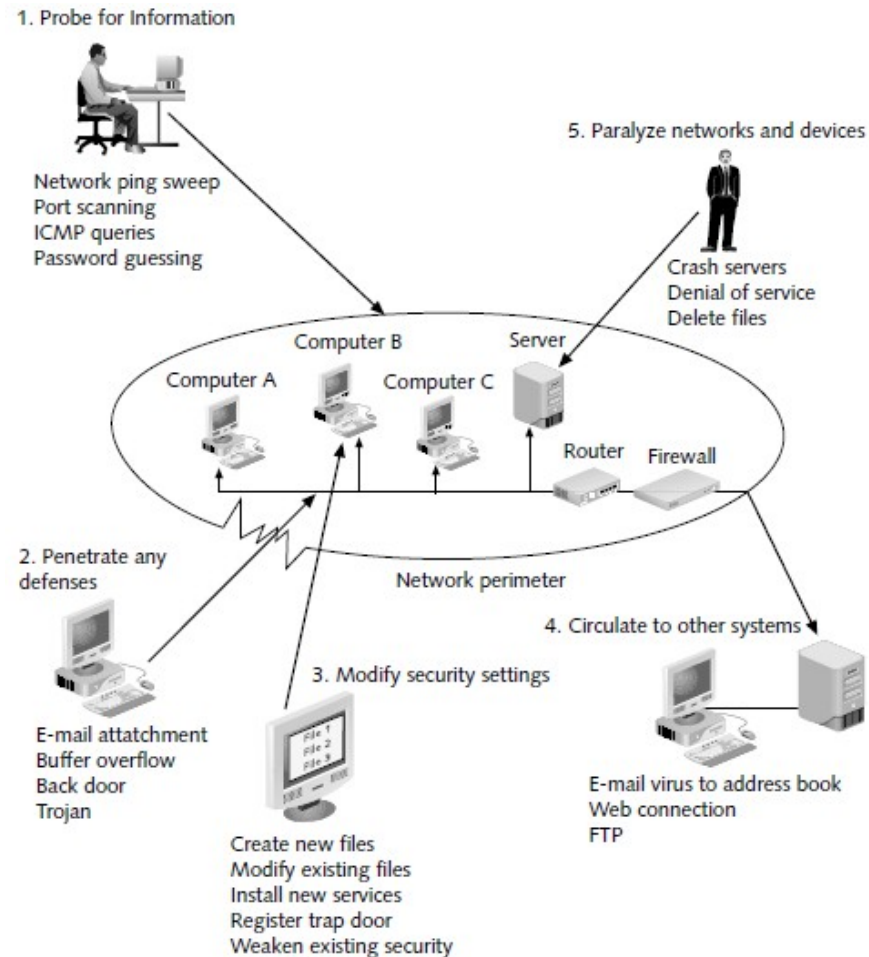 1. Probe for Information
Network ping sweep
Port scanning
ICMP queries
Password guessing
5. Paralyze networks and devices
Crash servers
Denial of service
Delete files
Computer A
Computer B
Computer C
Server
Router
Firewall
Network perimeter
2. Penetrate any
defenses
E-mail attatchment
Buffer overflow
Back door
Trojan
3. Modify security settings
File 1
File 2
File 3
Create new files
Modify existing files
Install new services
Register trap door
Weaken existing security
4. Circulate to other systems
E-mail virus to address book
Web connection
FTP